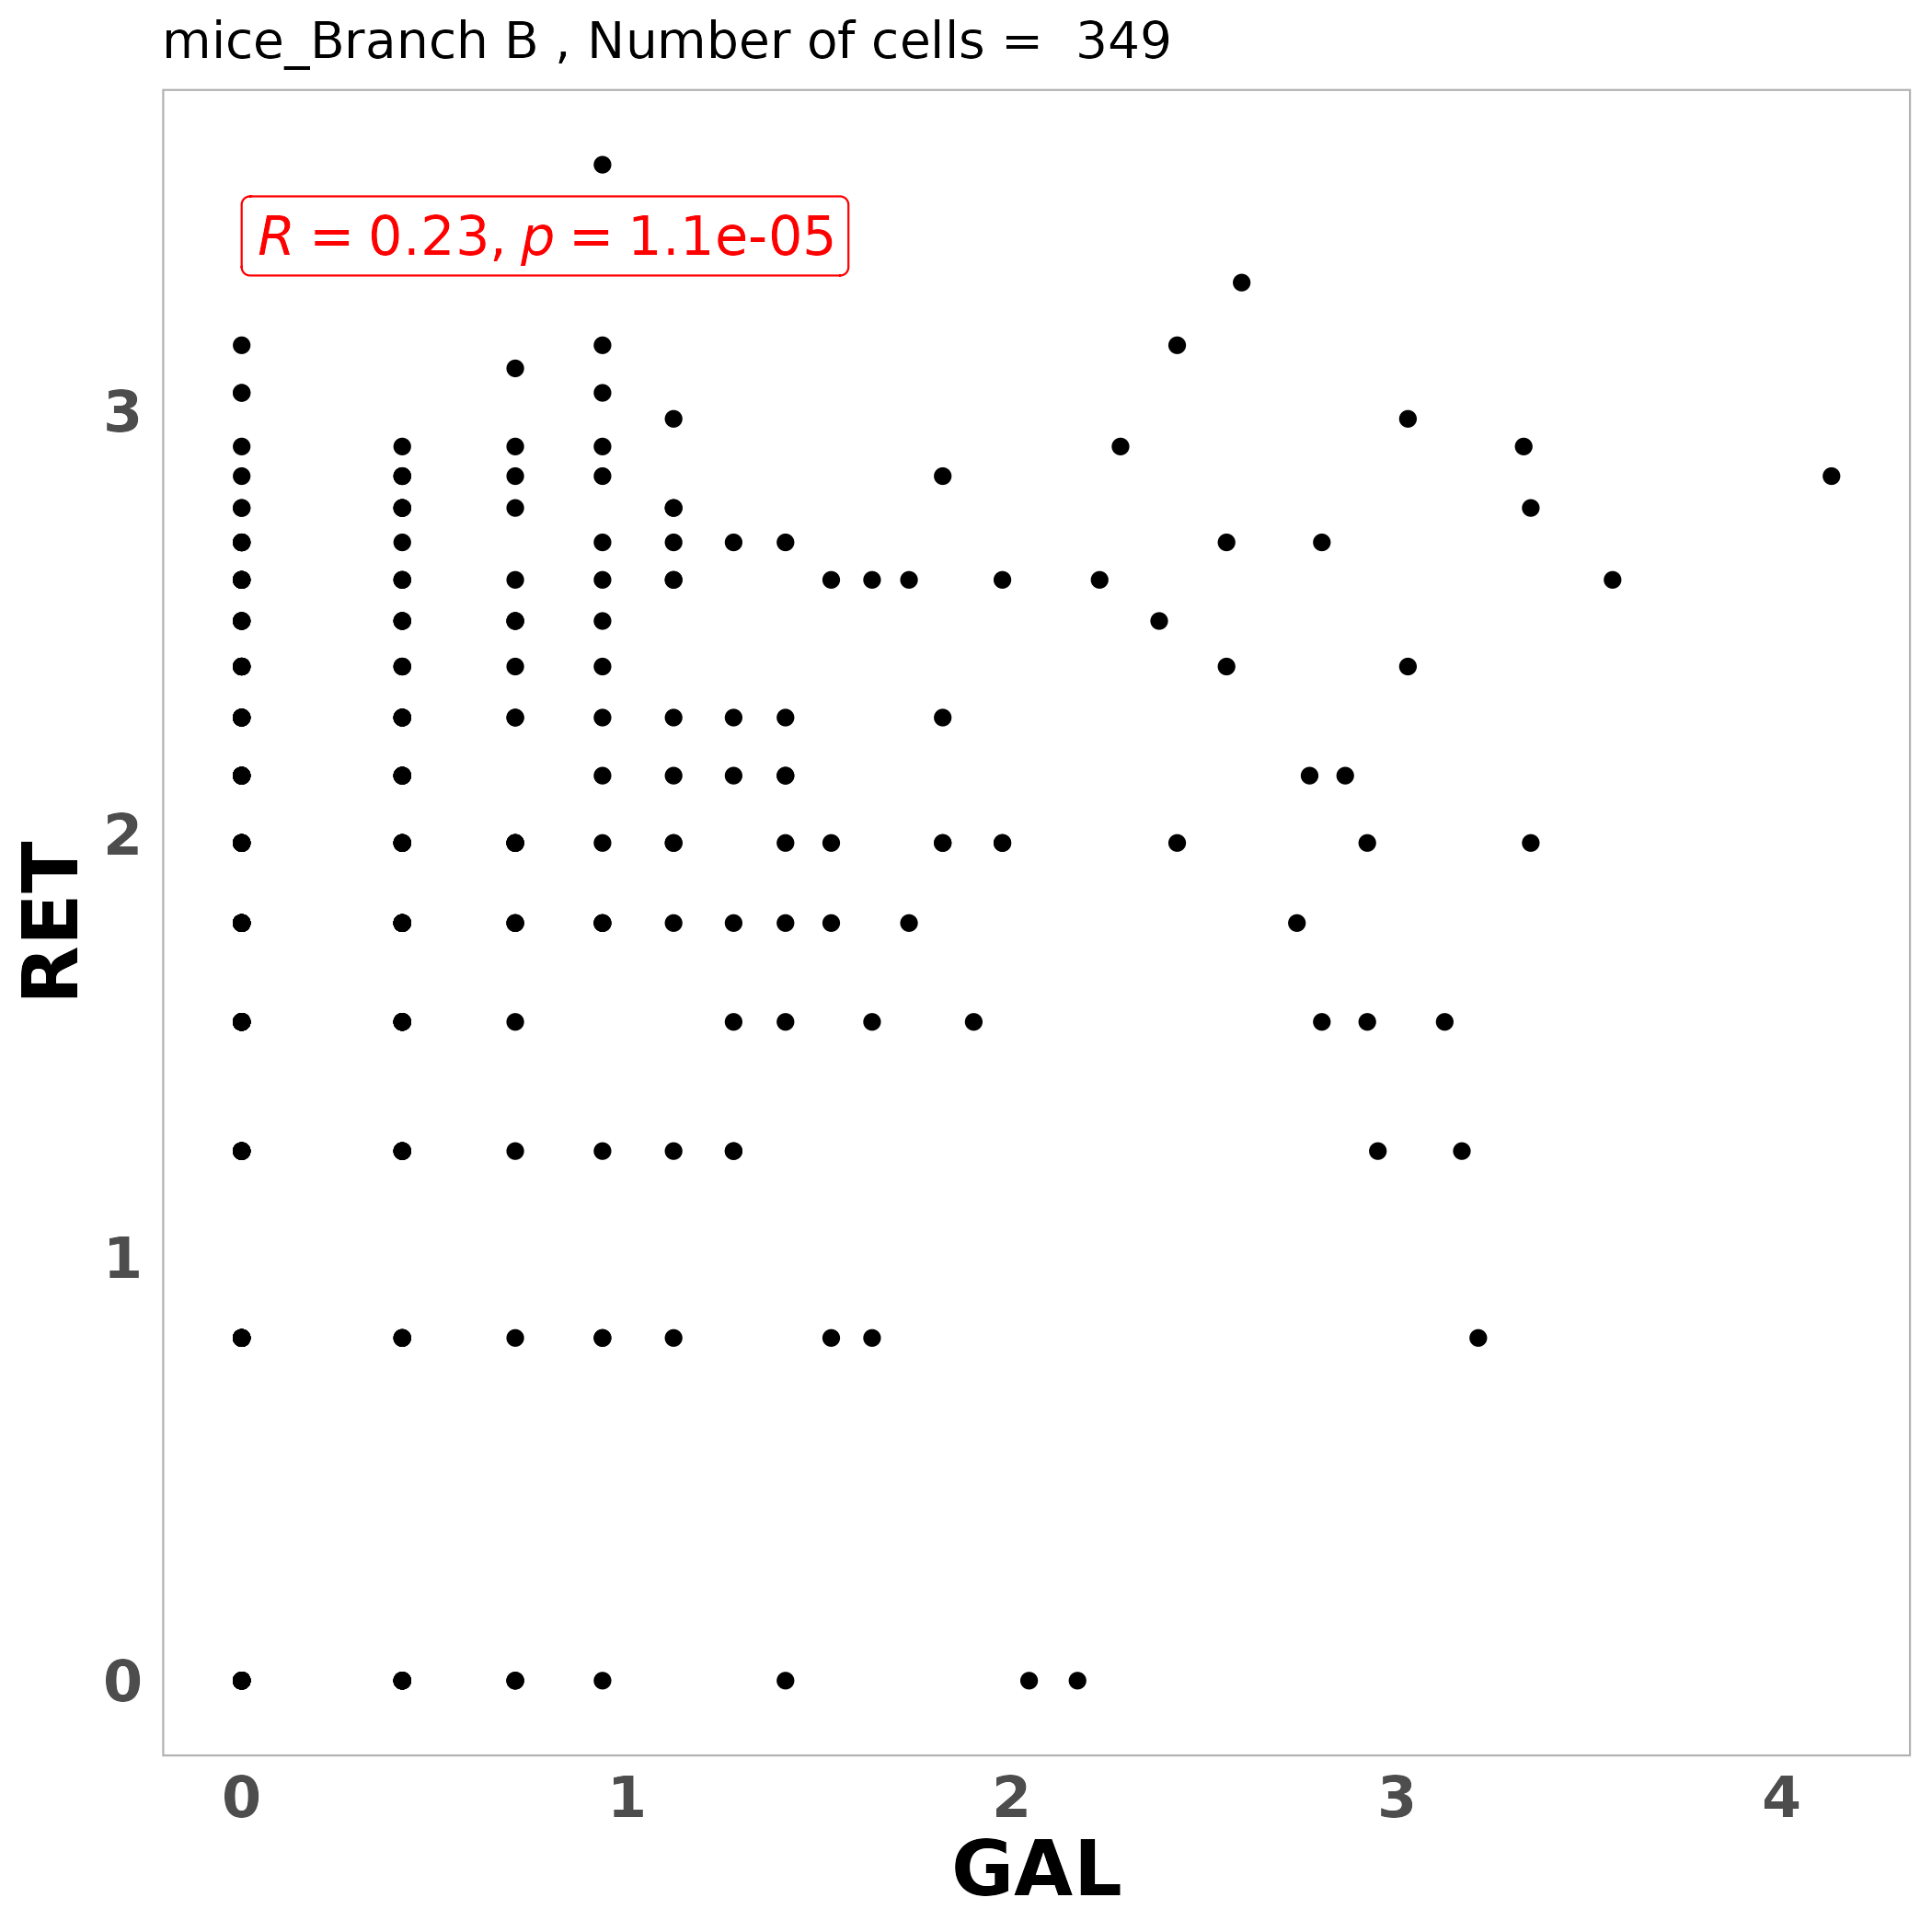 mice_Branch B , Number of cells =  349
R = 0.23, p = 1.1e-05
3
2
1
0
RET
0 1 2 3 4
GAL